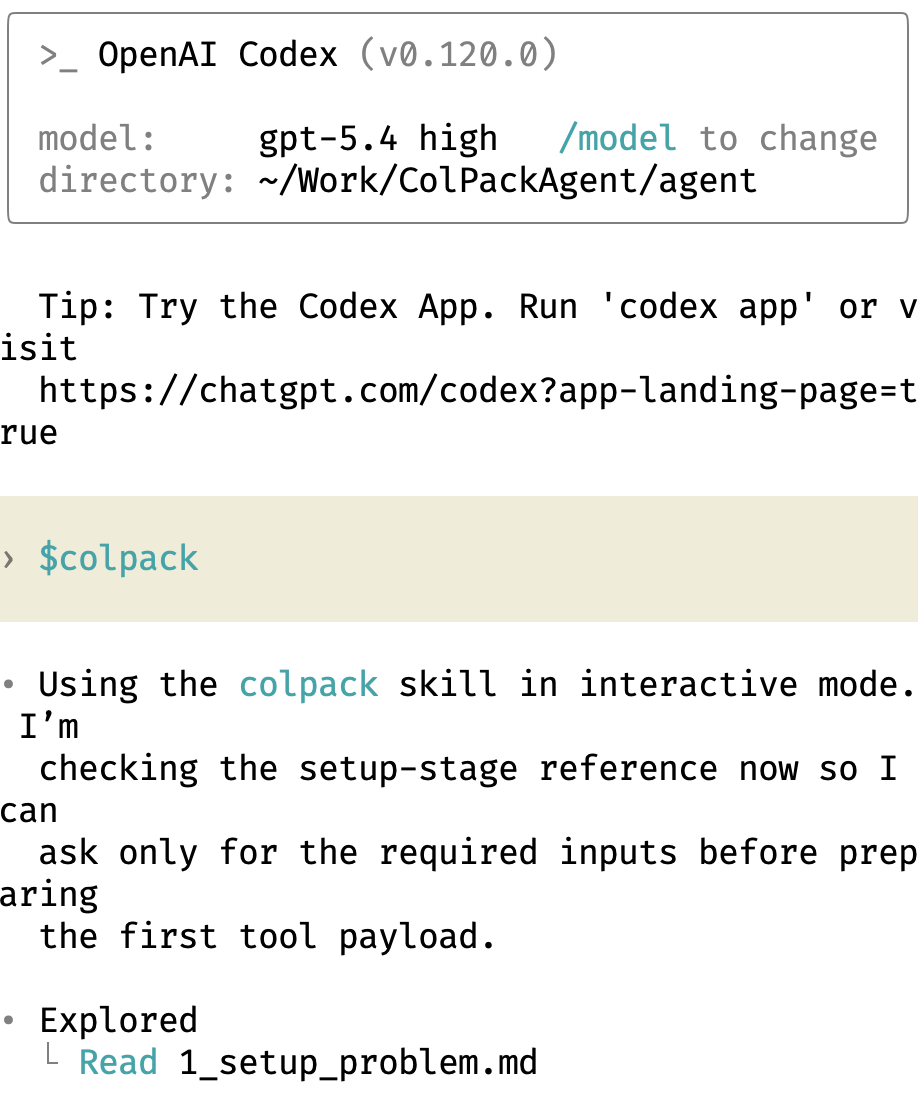 >_ OpenAI Codex (v0.120.0)
model: gpt-5.4 high /model to change
directory: ~/Work/ColPackAgent/agent
Tip: Try the Codex App. Run 'codex app' or v
isit
https://chatgpt.com/codex?app-landing-page=t
rue
› $colpack
• Using the colpack skill in interactive mode.
I’m
checking the setup-stage reference now so I
can
ask only for the required inputs before prep
aring
the first tool payload.
• Explored
└ Read 1_setup_problem.md